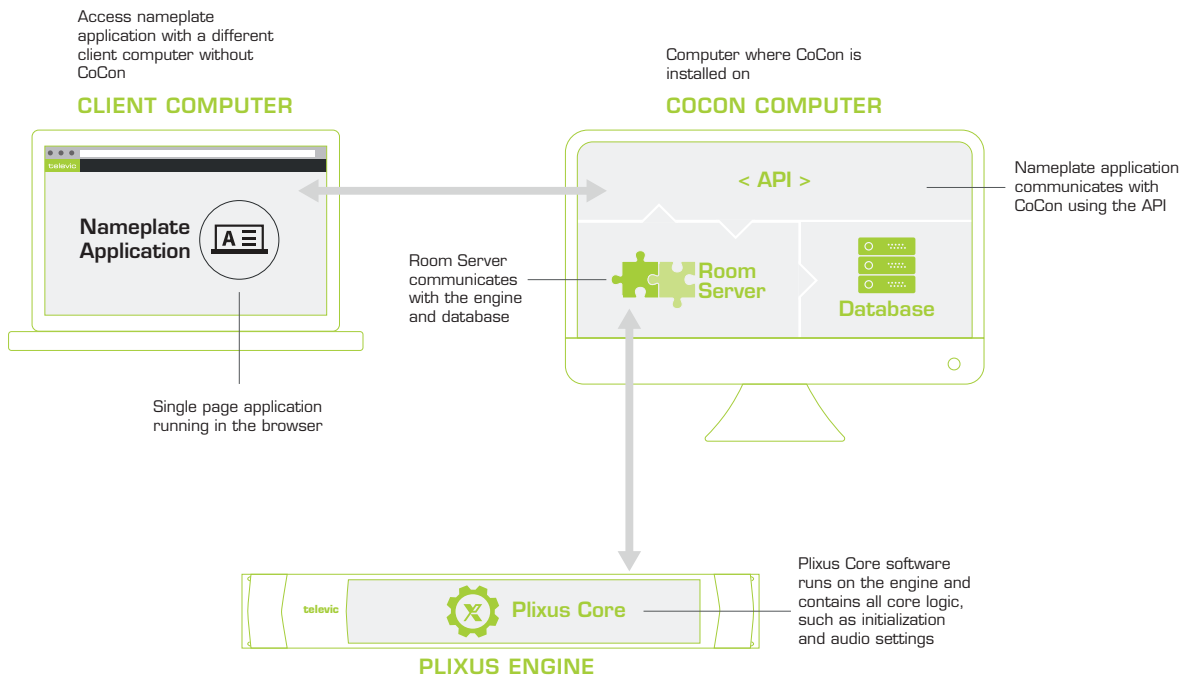 Access nameplate
application with a different
client computer without
CoCon
CLIENT COMPUTER
televic
Nameplate
Application
A
Single page application
running in the browser
Computer where CoCon is
installed on
COCON COMPUTER
< API >
Nameplate application
communicates with
CoCon using the API
Room Server
communicates
with the engine
and database
Room
Server
Database
televic
Plixus Core
Plixus Core software
runs on the engine and
contains all core logic,
such as initialization
and audio settings
PLIXUS ENGINE